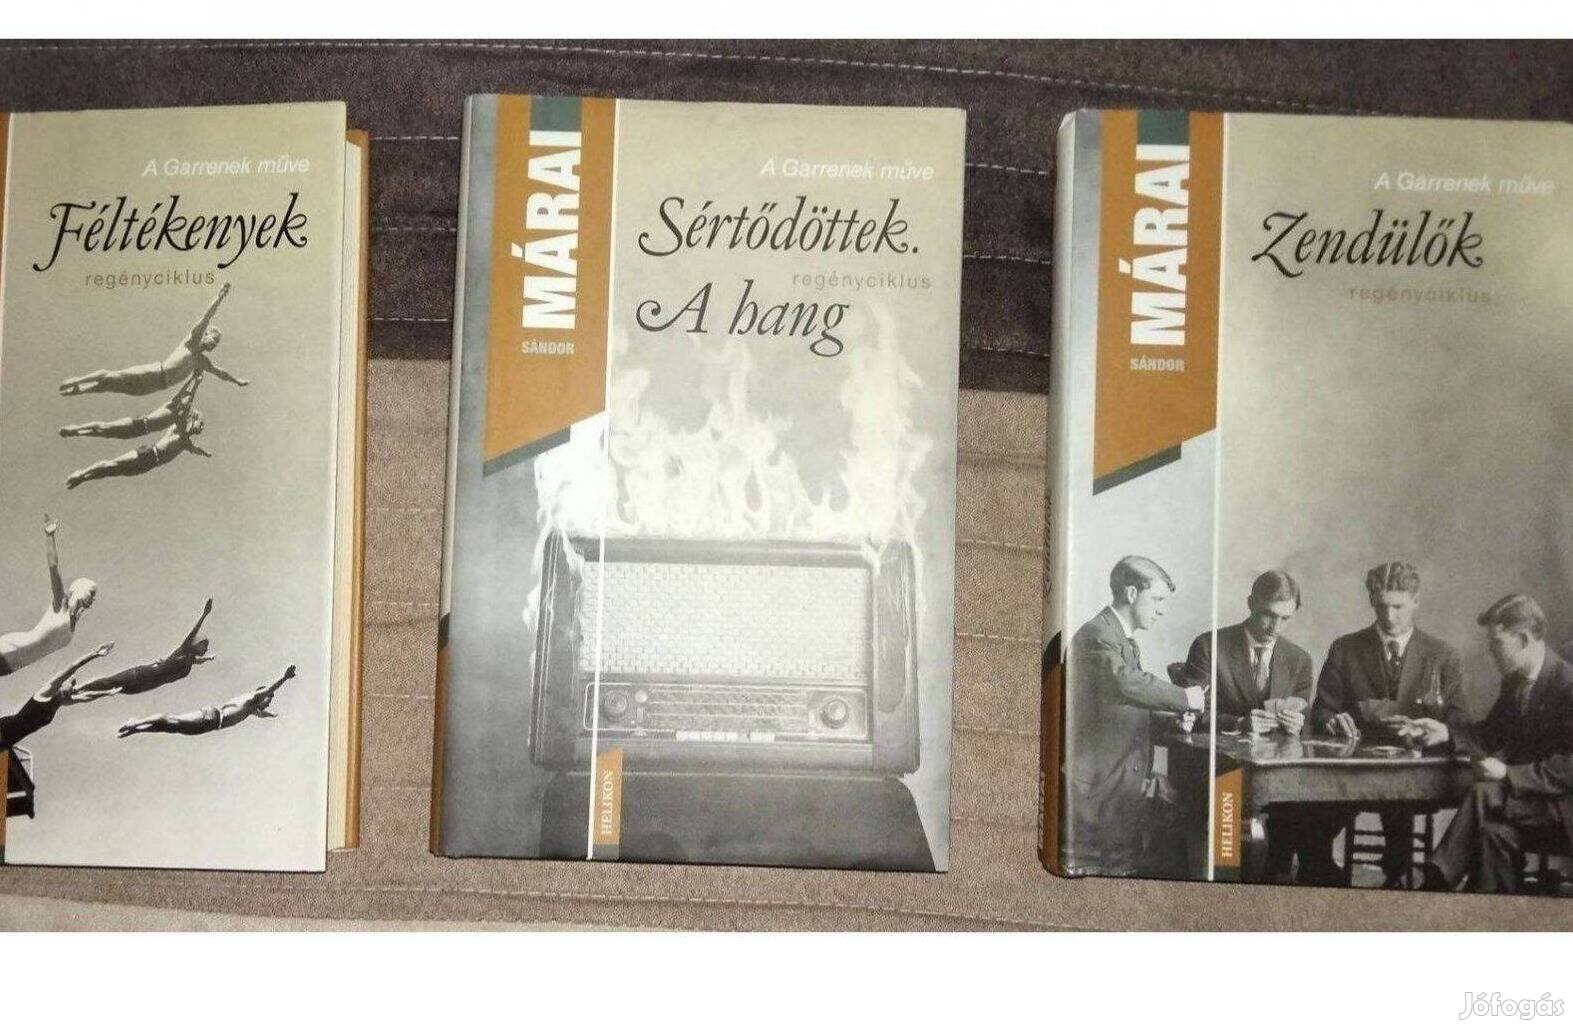 A Garrenek műve
Féltékenyek
regényciklus
MÁRAI
SÁNDOR
A Garrenek műve
Sértődöttek.
regényciklus
A hang
HELIKON
MÁRAI
SÁNDOR
A Garrenek műve
Zendülők
regényciklus
HELIKON
Jófogás